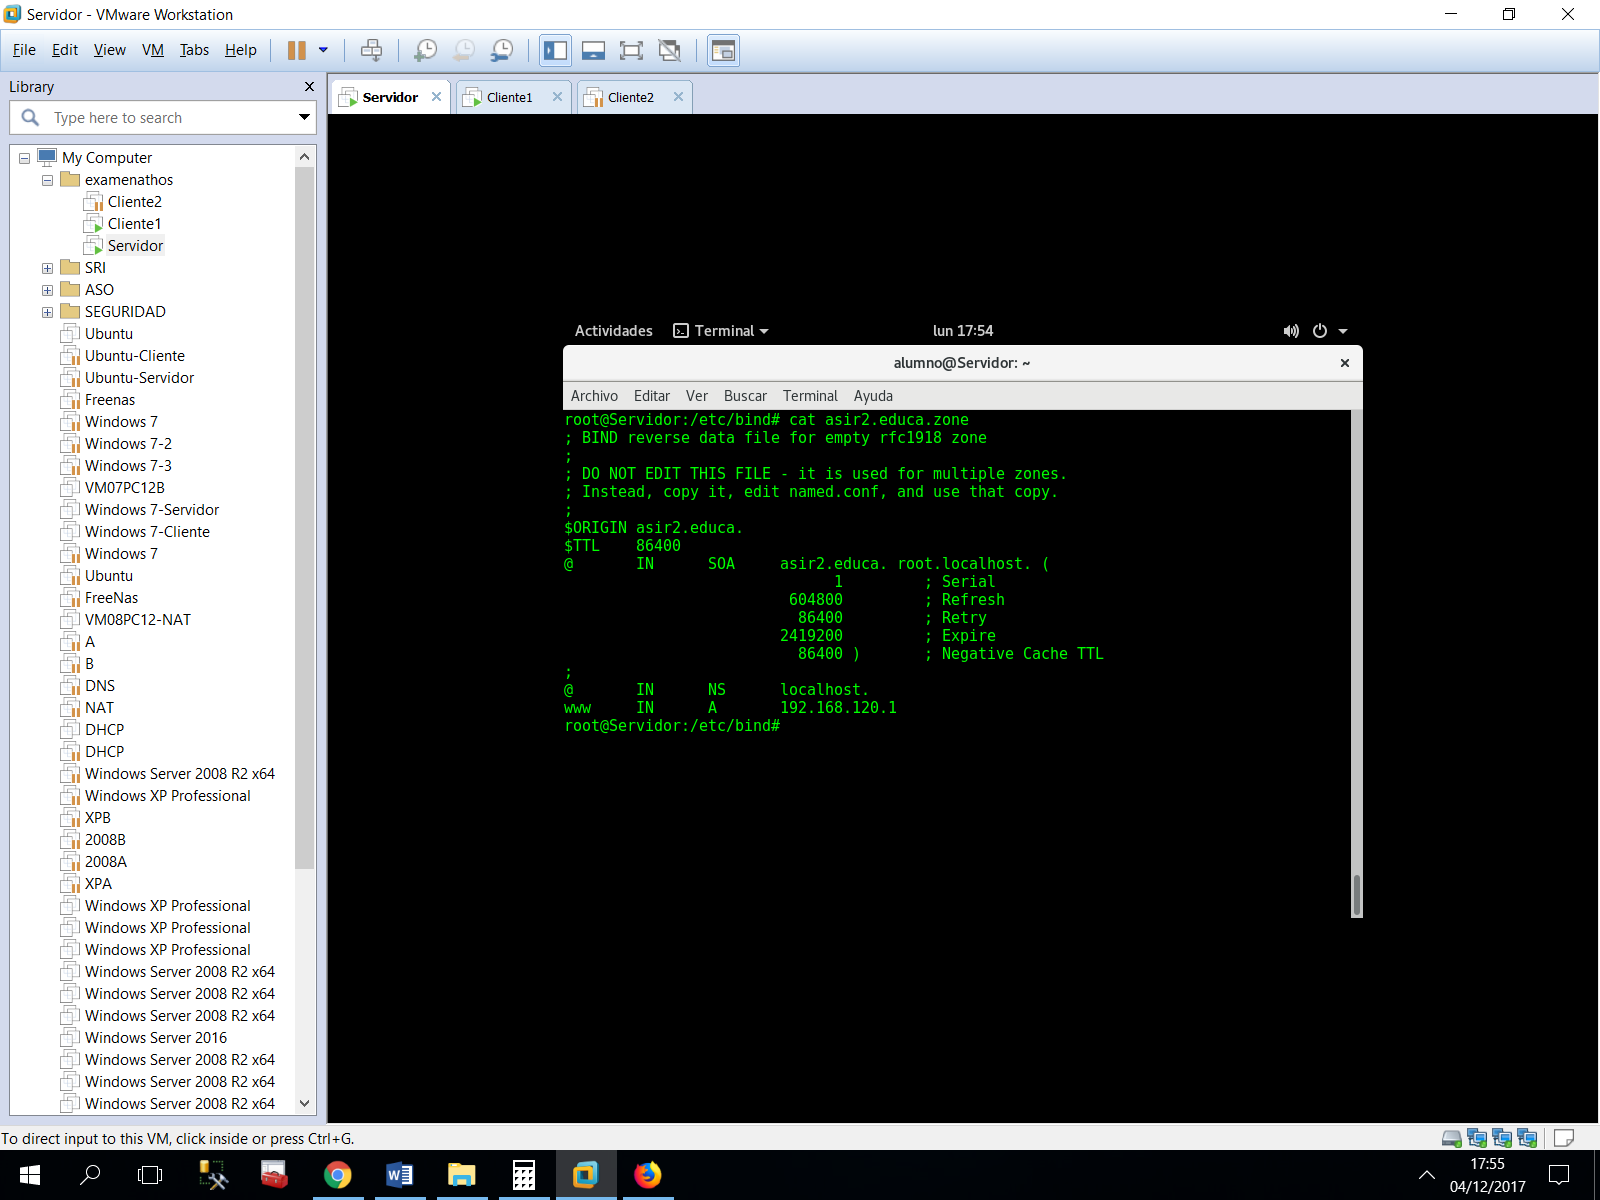 Servidor - VMware Workstation
File Edit View VM Tabs Help
Library
Type here to search
My Computer
examenathos
Cliente2
Cliente1
Servidor
SRI
ASO
SEGURIDAD
Ubuntu
Ubuntu-Cliente
Ubuntu-Servidor
Freenas
Windows 7
Windows 7-2
Windows 7-3
VM07PC12B
Windows 7-Servidor
Windows 7-Cliente
Windows 7
Ubuntu
FreeNas
VM08PC12-NAT
A
B
DNS
NAT
DHCP
DHCP
Windows Server 2008 R2 x64
Windows XP Professional
XPB
2008B
2008A
XPA
Windows XP Professional
Windows XP Professional
Windows XP Professional
Windows Server 2008 R2 x64
Windows Server 2008 R2 x64
Windows Server 2008 R2 x64
Windows Server 2016
Windows Server 2008 R2 x64
Windows Server 2008 R2 x64
Windows Server 2008 R2 x64
Servidor Cliente1 Cliente2
Actividades Terminal lun 17:54
alumno@Servidor: ~
Archivo Editar Ver Buscar Terminal Ayuda
root@Servidor:/etc/bind# cat asir2.educa.zone
; BIND reverse data file for empty rfc1918 zone
;
; DO NOT EDIT THIS FILE - it is used for multiple zones.
; Instead, copy it, edit named.conf, and use that copy.
;
$ORIGIN asir2.educa.
$TTL    86400
@       IN      SOA     asir2.educa. root.localhost. (
                              1         ; Serial
                         604800         ; Refresh
                          86400         ; Retry
                        2419200         ; Expire
                          86400 )       ; Negative Cache TTL
;
@       IN      NS      localhost.
www     IN      A       192.168.120.1
root@Servidor:/etc/bind#
To direct input to this VM, click inside or press Ctrl+G.
17:55
04/12/2017